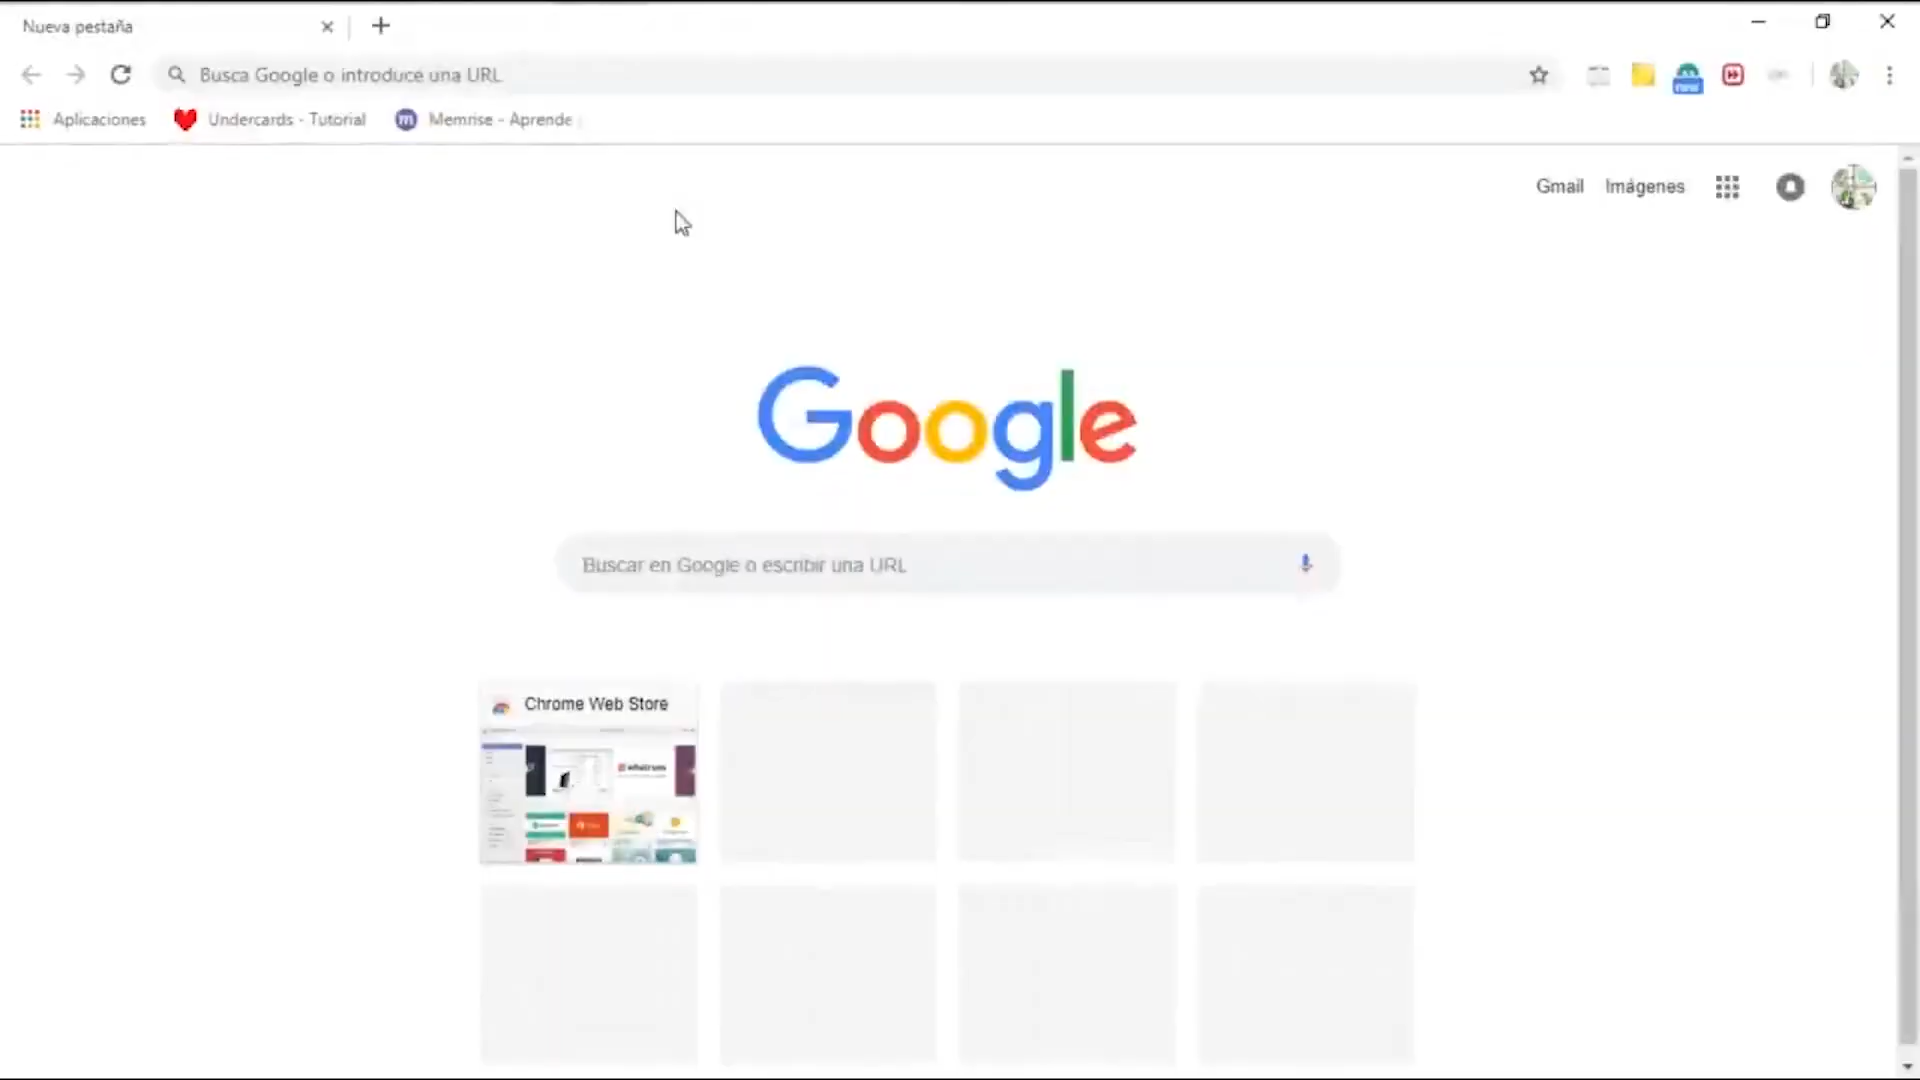 Nueva pestaña
Busca Google o introduce una URL
new
Aplicaciones
Undercards - Tutorial
Memrise - Aprende
Gmail
Imágenes
Google
Buscar en Google o escribir una URL
Chrome Web Store